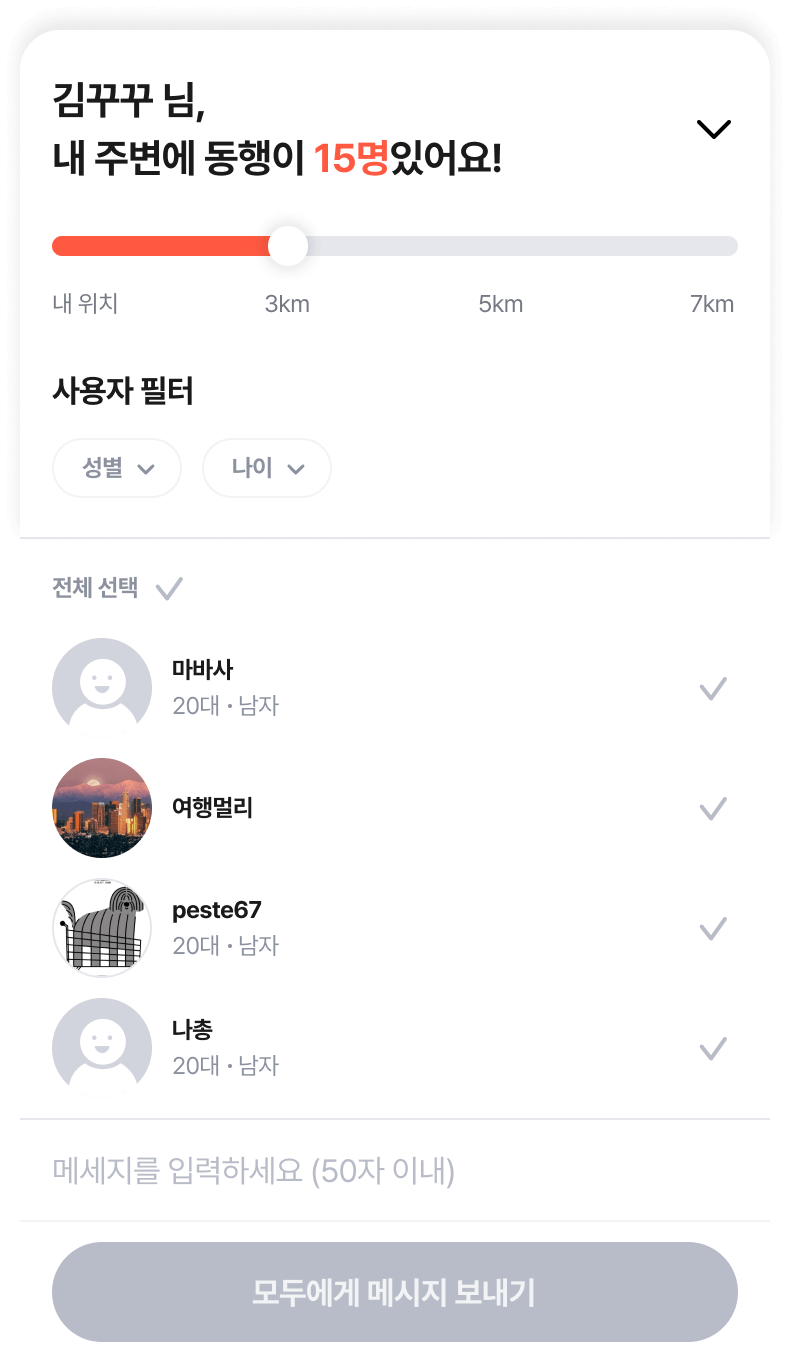 김꾸꾸 님,
내 주변에 동행이 15명있어요!
내 위치 3km 5km 7km
사용자 필터
성별 나이
전체 선택
마바사
20대 • 남자
여행멀리
peste67
20대 • 남자
나총
20대 • 남자
메세지를 입력하세요 (50자 이내)
모두에게 메시지 보내기